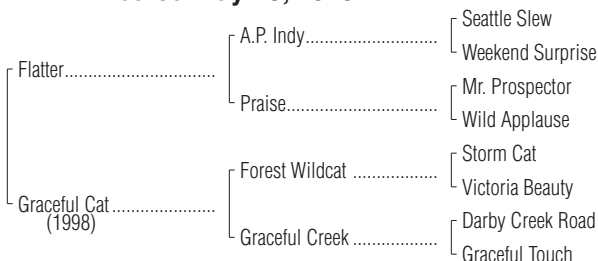 Seattle Slew
A.P. Indy
Weekend Surprise
Flatter
Mr. Prospector
Praise
Wild Applause
Storm Cat
Forest Wildcat
Victoria Beauty
Graceful Cat
(1998)
Darby Creek Road
Graceful Creek
Graceful Touch